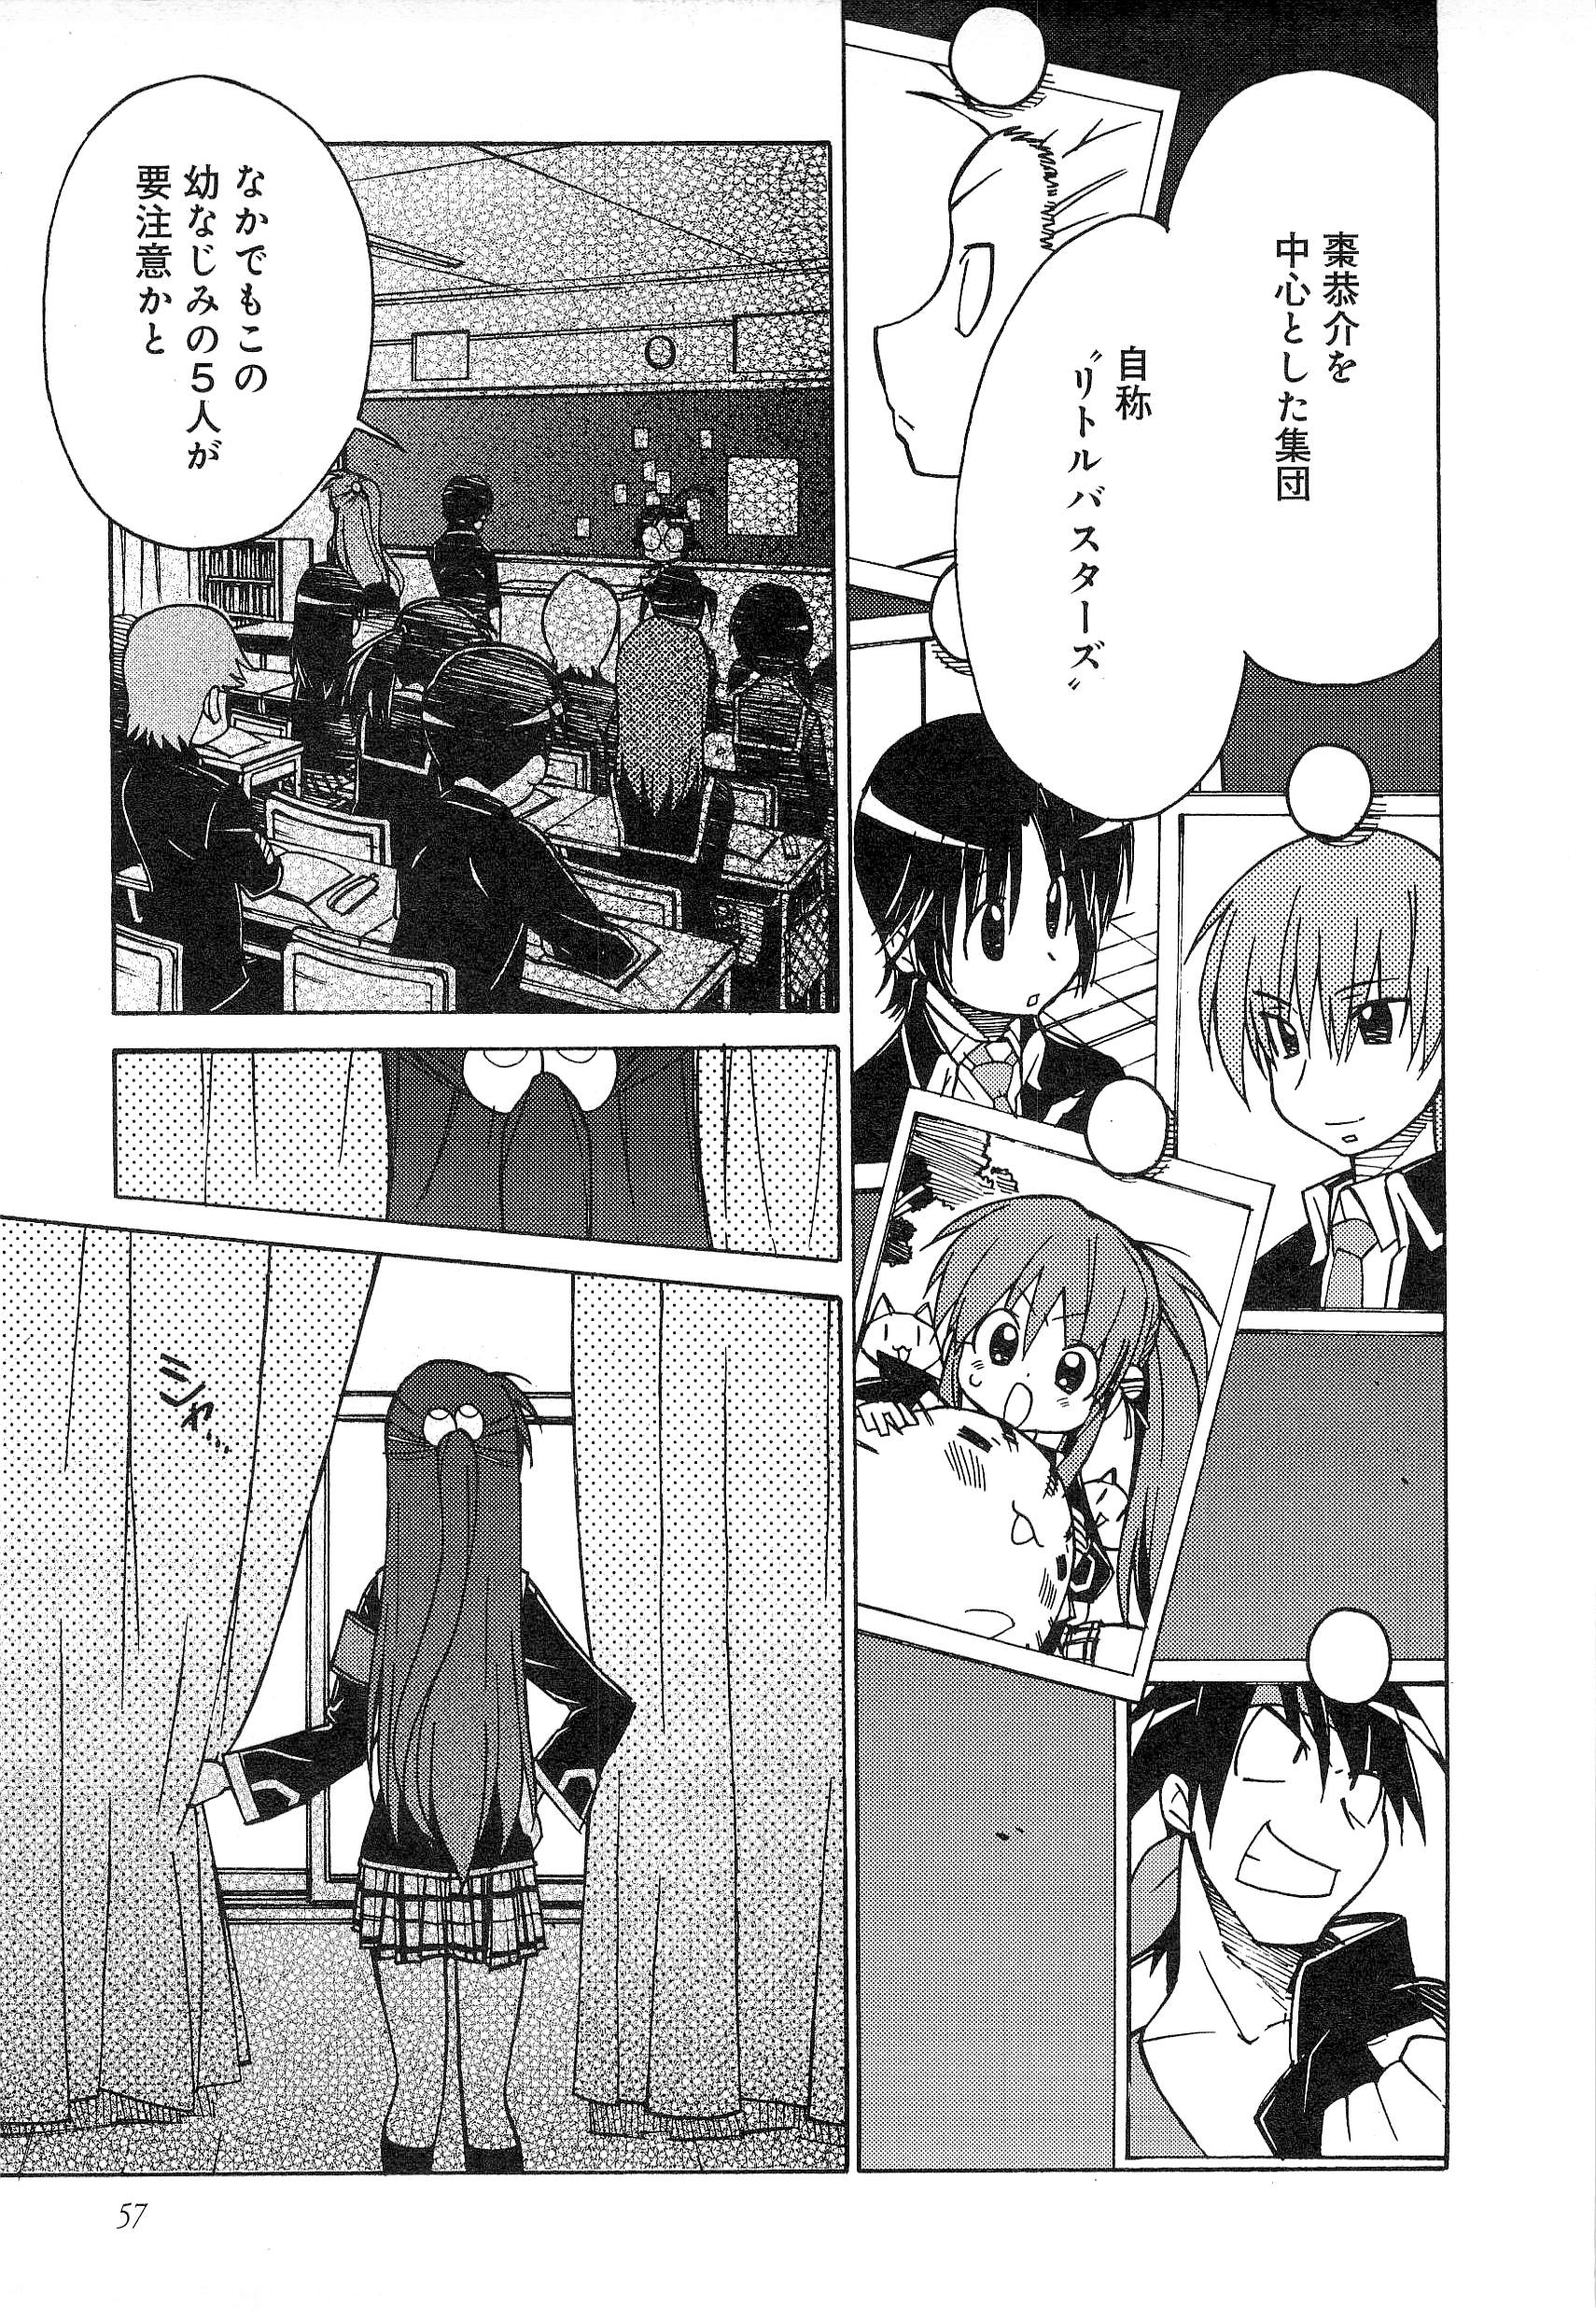 棗恭介を
中心とした集団
自称
〝リトルバスターズ〟
なかでもこの
幼なじみの5人が
要注意かと
シャ…
57